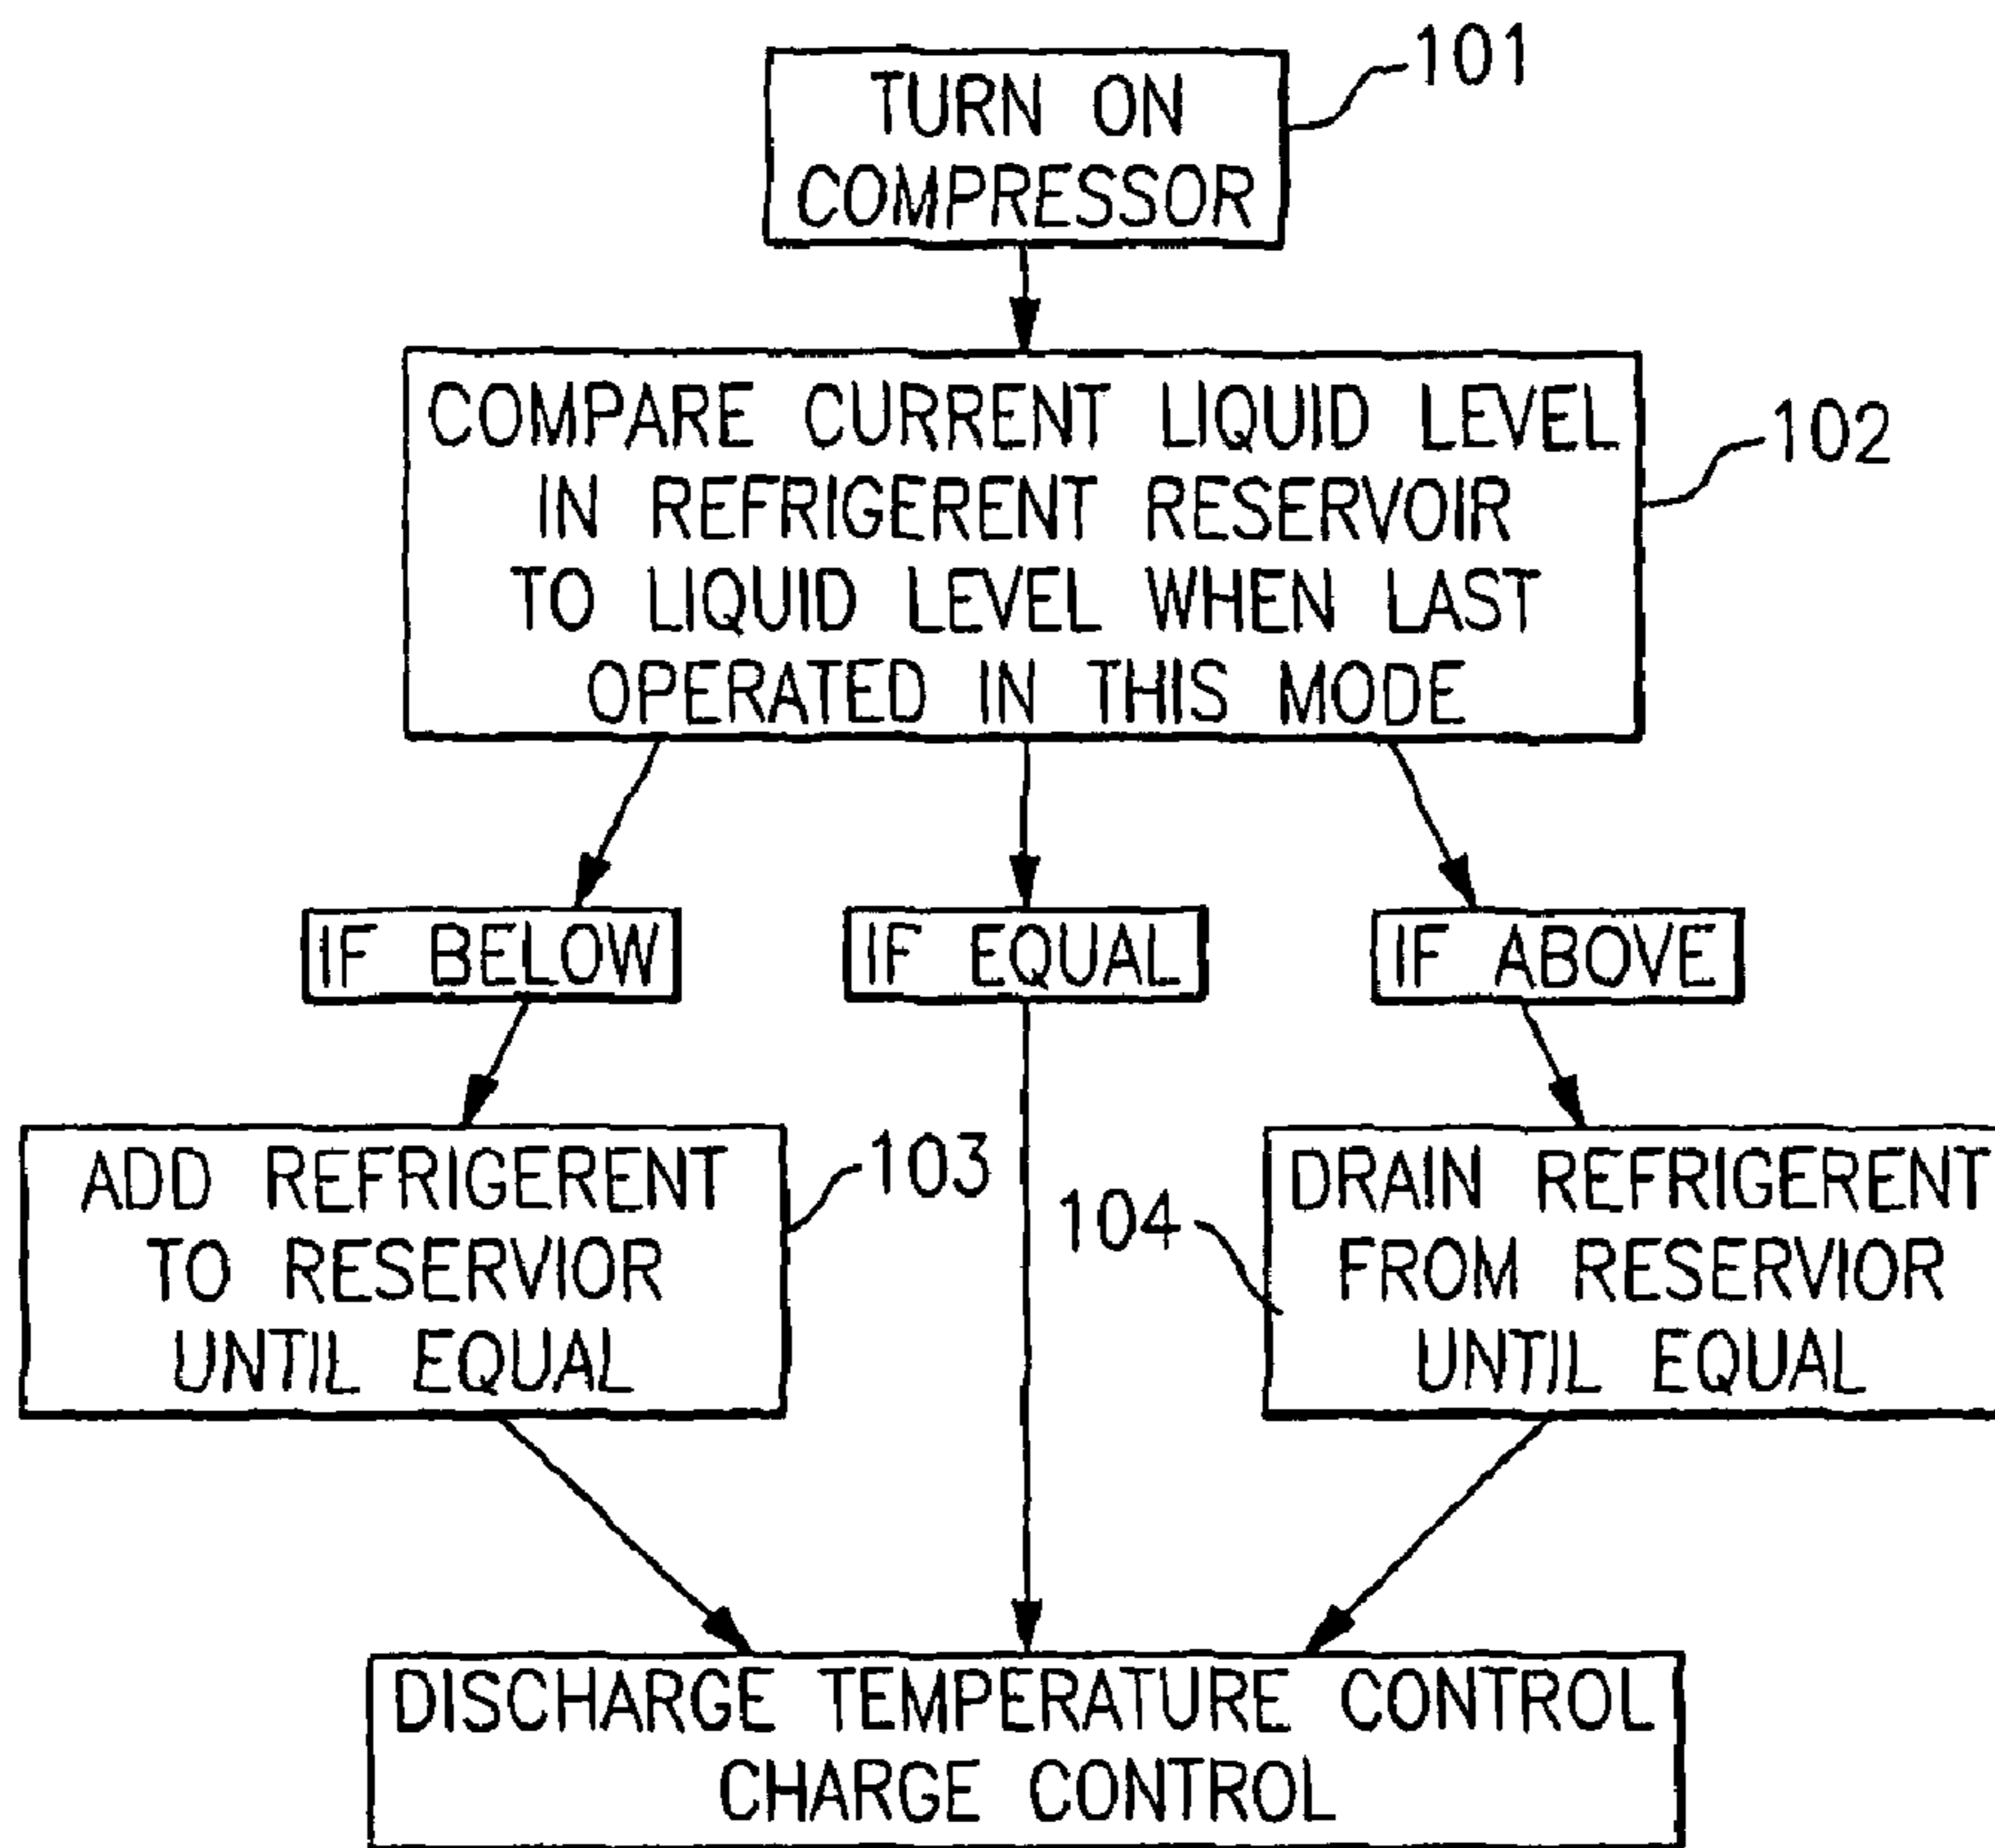 TURN ON
COMPRESSOR
101
COMPARE CURRENT LIQUID LEVEL
IN REFRIGERENT RESERVOIR
TO LIQUID LEVEL WHEN LAST
OPERATED IN THIS MODE
102
IF BELOW
IF EQUAL
IF ABOVE
ADD REFRIGERENT
TO RESERVIOR
UNTIL EQUAL
103
104
DRAIN REFRIGERENT
FROM RESERVIOR
UNTIL EQUAL
DISCHARGE TEMPERATURE CONTROL
CHARGE CONTROL